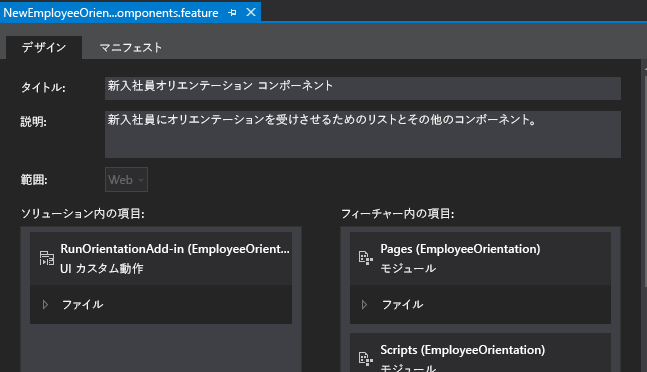 NewEmployeeOrien...omponents.feature
デザイン
マニフェスト
タイトル:
新入社員オリエンテーション コンポーネント
説明:
新入社員にオリエンテーションを受けさせるためのリストとその他のコンポーネント。
範囲:
Web
ソリューション内の項目:
フィーチャー内の項目:
RunOrientationAdd-in (EmployeeOrient...
UI カスタム動作
ファイル
Pages (EmployeeOrientation)
モジュール
ファイル
Scripts (EmployeeOrientation)
モジュール